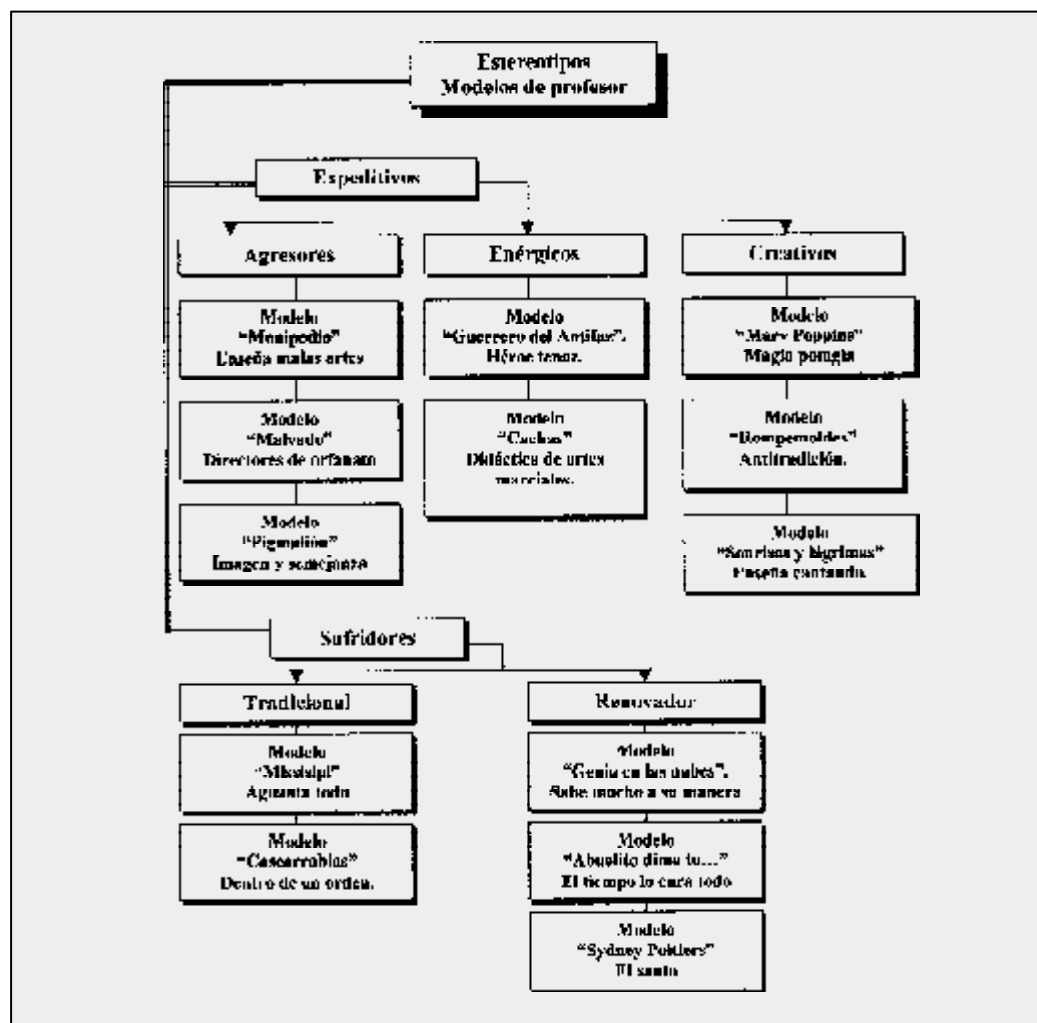 Estereotipos
Modelos de profesor
Expeditivos
Agresores
Enérgicos
Creativos
Modelo
“Monipodio”
Enseña malas artes
Modelo
“Guerrero del Antifaz”.
Héroe tenaz.
Modelo
“Mary Poppins”
Magia potagia
Modelo
“Malvado”
Directores de orfanato
Modelo
“Cachas”
Didáctica de artes
marciales.
Modelo
“Rompemoldes”
Antitradición.
Modelo
“Pigmalión”
Imagen y semejanza
Modelo
“Sonrisas y lágrimas”
Enseña cantando.
Sufridores
Tradicional
Renovador
Modelo
“Missisipi”
Aguanta todo
Modelo
“Genio en las nubes”.
Sabe mucho a su manera
Modelo
“Cascarrabias”
Dentro de un orden.
Modelo
“Abuelito dime tu...”
El tiempo lo cura todo
Modelo
“Sydney Poitiers”
El santo